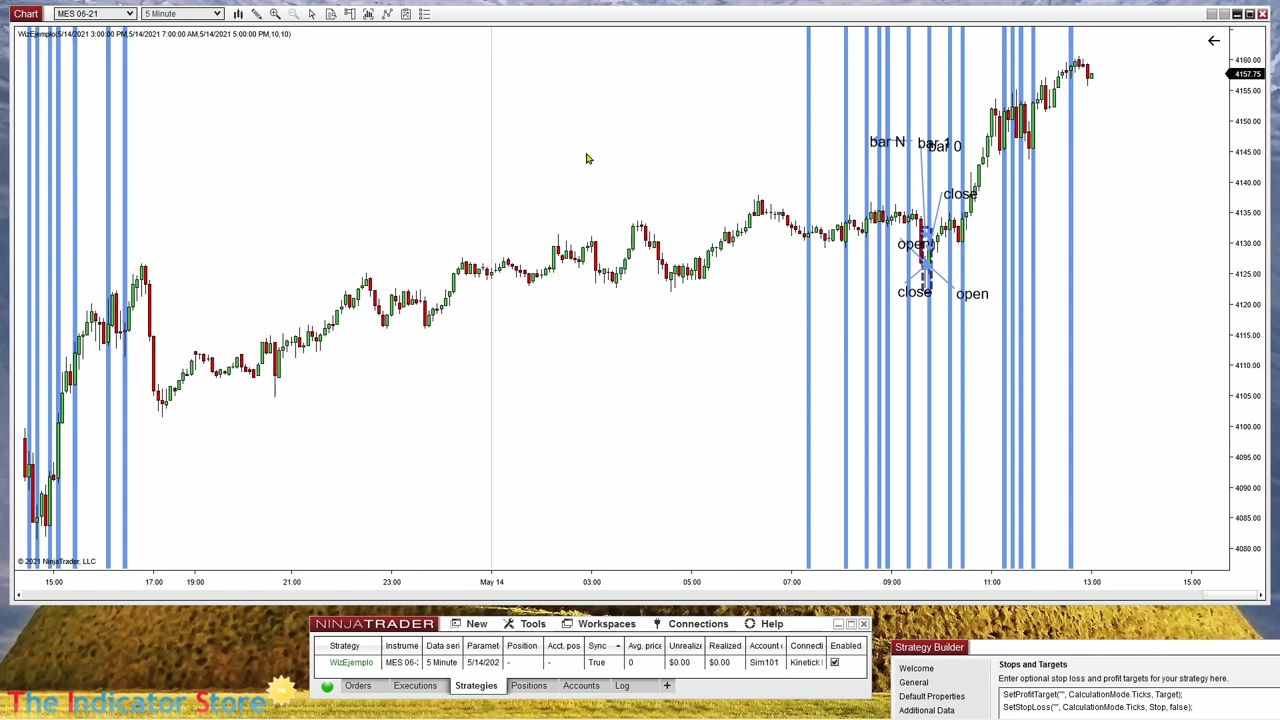 Chart MES 06-21 5 Minute
WizEjemplo(5/14/2021 3:00:00 PM,5/14/2021 7:00:00 AM,5/14/2021 5:00:00 PM,10,10)
4160.00
4157.75
4155.00
4150.00
4145.00
4140.00
4135.00
4130.00
4125.00
4120.00
4115.00
4110.00
4105.00
4100.00
4095.00
4090.00
4085.00
4080.00
bar N bar 1
bar 0
close
open
close open
© 2021 NinjaTrader, LLC
15:00 17:00 19:00 21:00 23:00 May 14 03:00 05:00 07:00 09:00 11:00 13:00 15:00
NINJATRADER New Tools Workspaces Connections Help
Strategy Instrume Data seri Paramet Position Acct. pos Sync Avg. price Unrealiz Realized Account Connecti Enabled
WizEjemplo MES 06- 5 Minute 5/14/202 - - True 0 $0.00 $0.00 Sim101 Kinetick
Orders Executions Strategies Positions Accounts Log +
Strategy Builder
Welcome
General
Default Properties
Additional Data
Stops and Targets
Enter optional stop loss and profit targets for your strategy here.
SetProfitTarget("", CalculationMode.Ticks, Target);
SetStopLoss("", CalculationMode.Ticks, Stop, false);
The Indicator Store